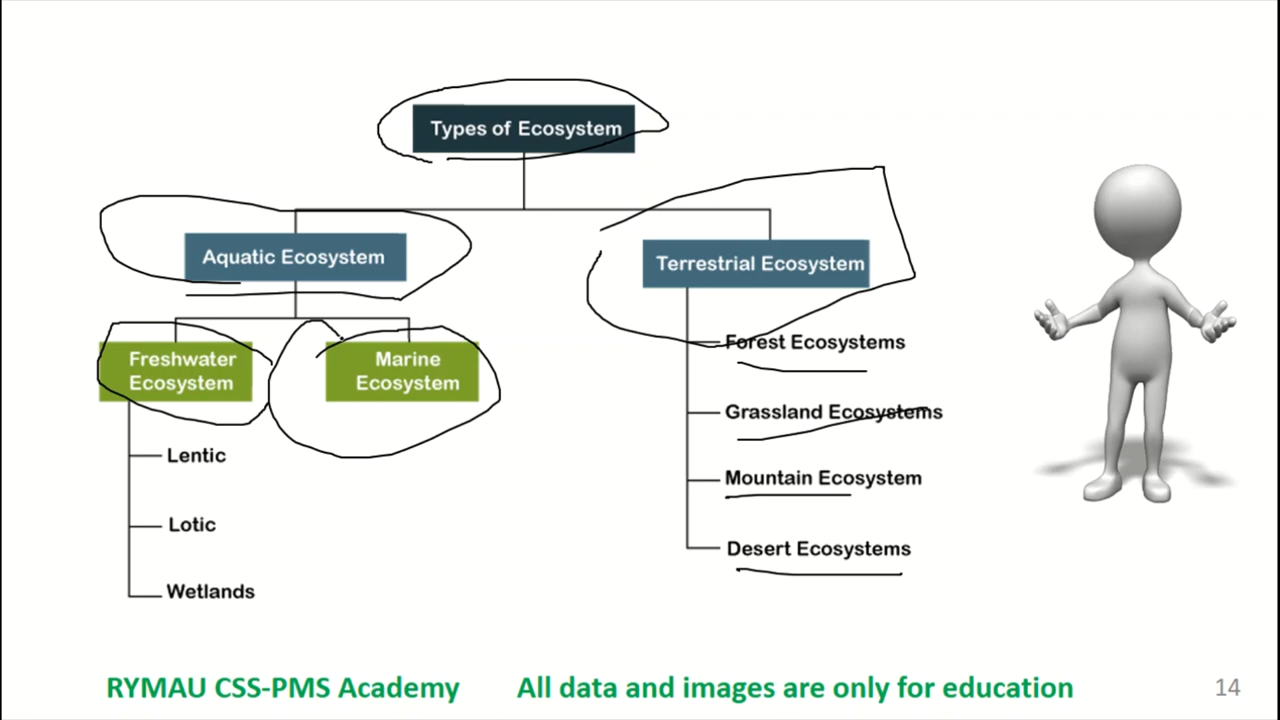 Types of Ecosystem
Aquatic Ecosystem
Terrestrial Ecosystem
Freshwater
Ecosystem
Marine
Ecosystem
Lentic
Lotic
Wetlands
Forest Ecosystems
Grassland Ecosystems
Mountain Ecosystem
Desert Ecosystems
RYMAU CSS-PMS Academy
All data and images are only for education
14